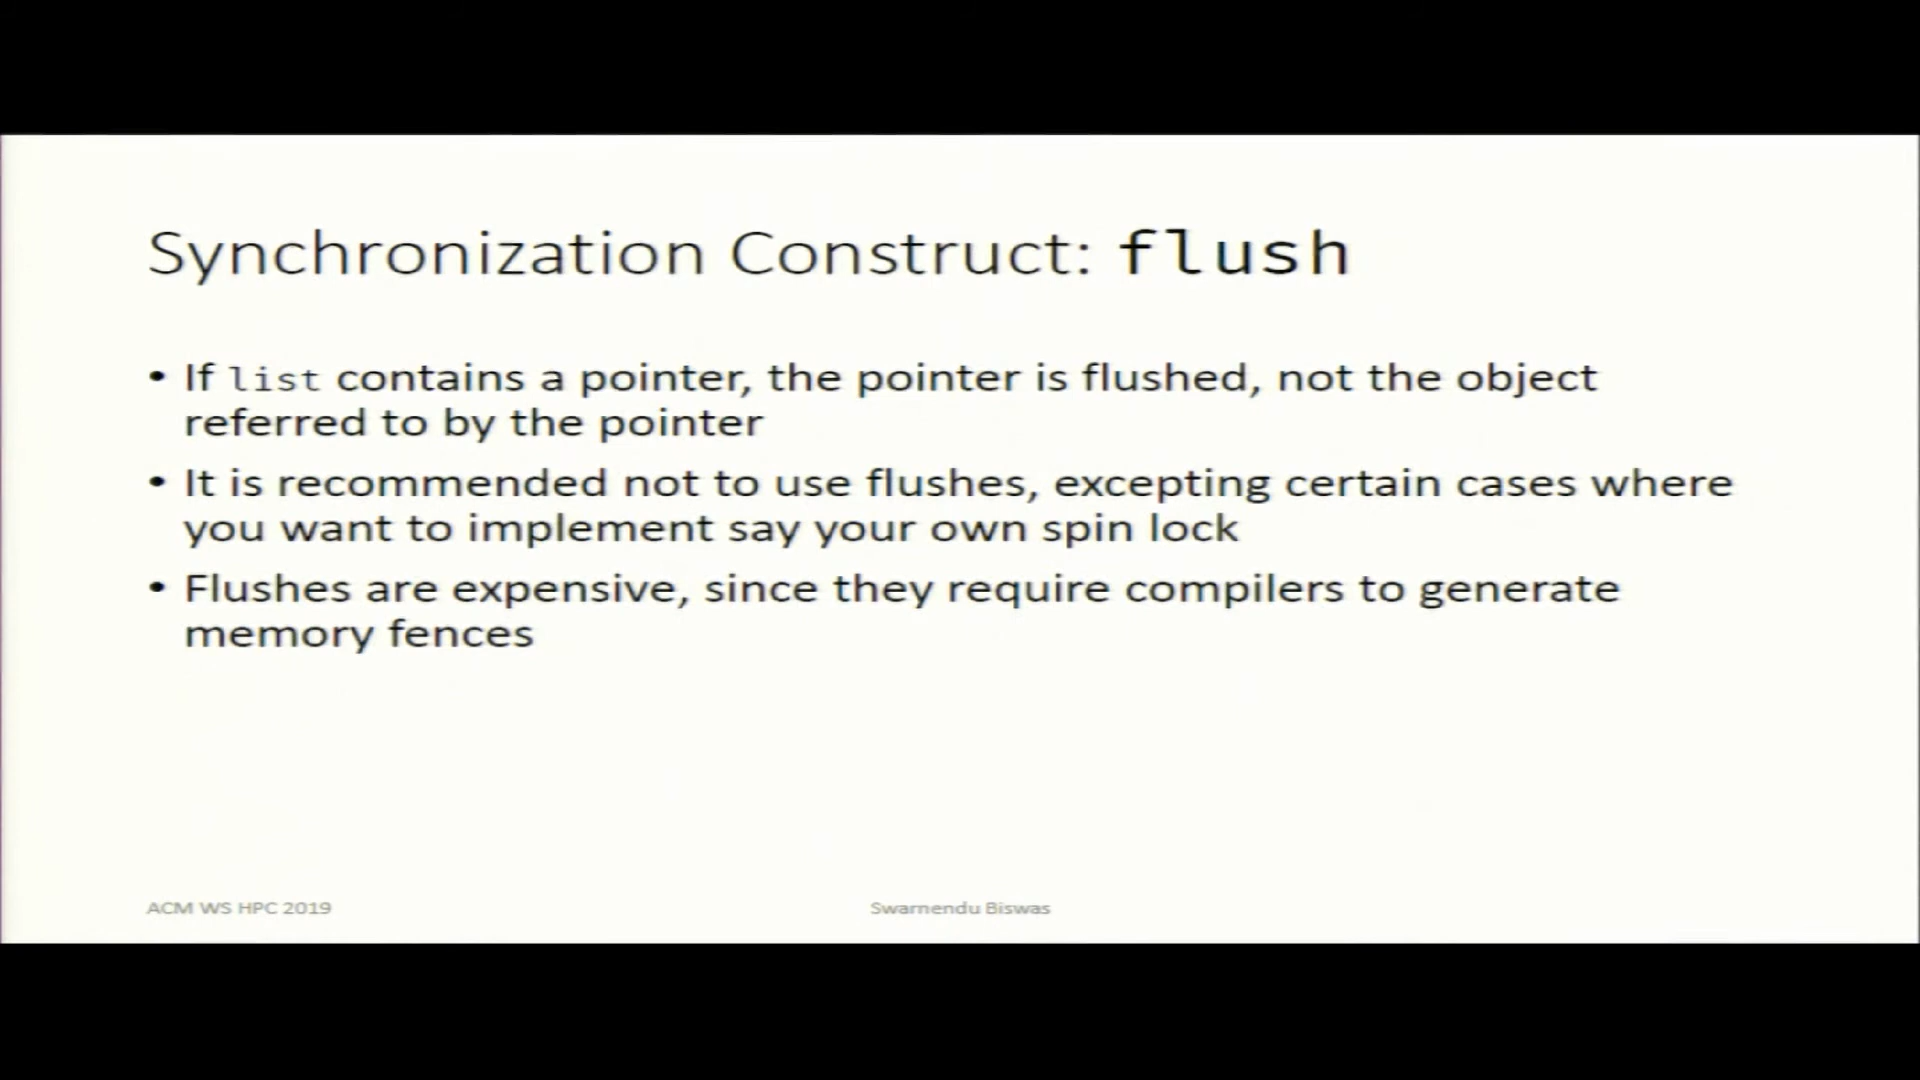 Synchronization Construct: flush
• If list contains a pointer, the pointer is flushed, not the object
referred to by the pointer
• It is recommended not to use flushes, excepting certain cases where
you want to implement say your own spin lock
• Flushes are expensive, since they require compilers to generate
memory fences
ACM WS HPC 2019
Swarnendu Biswas